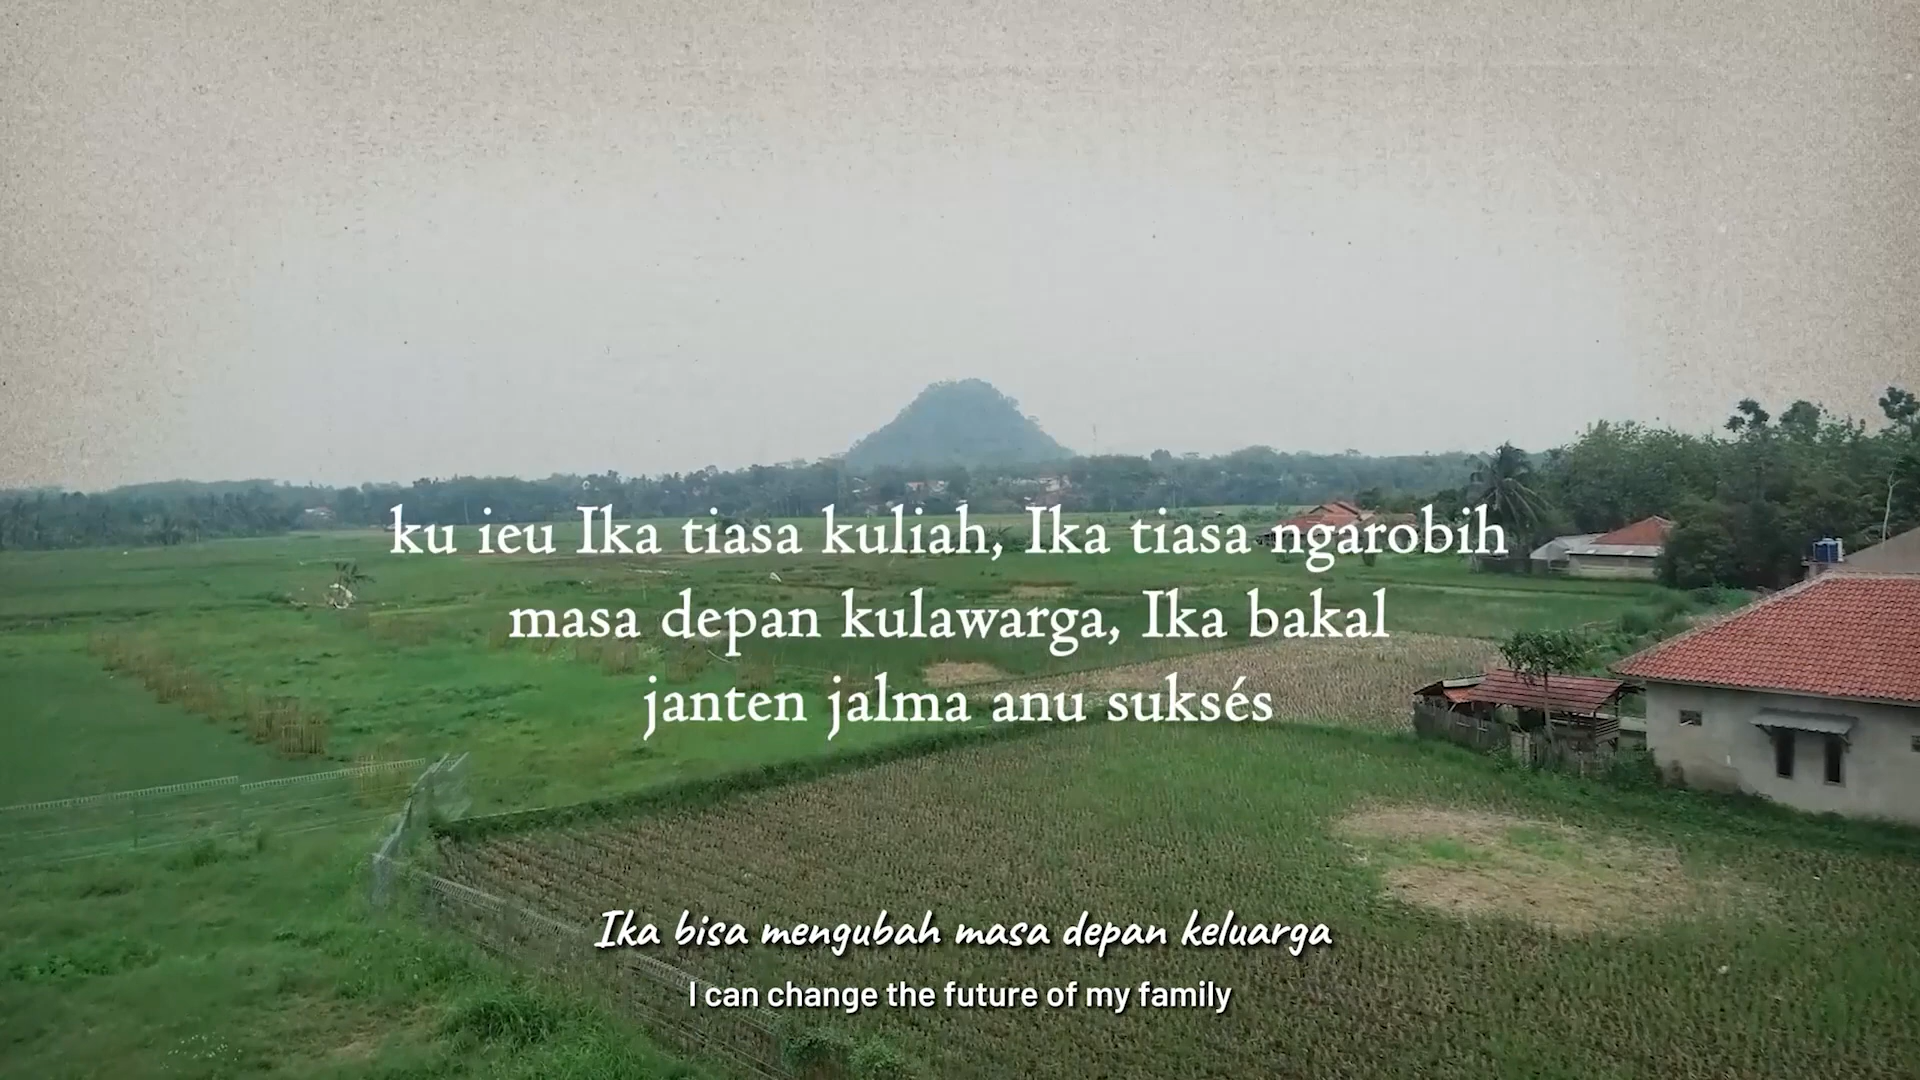 ku ieu Ika tiasa kuliah, Ika tiasa ngarobih
masa depan kulawarga, Ika bakal
janten jalma anu suksés
Ika bisa mengubah masa depan keluarga
I can change the future of my family